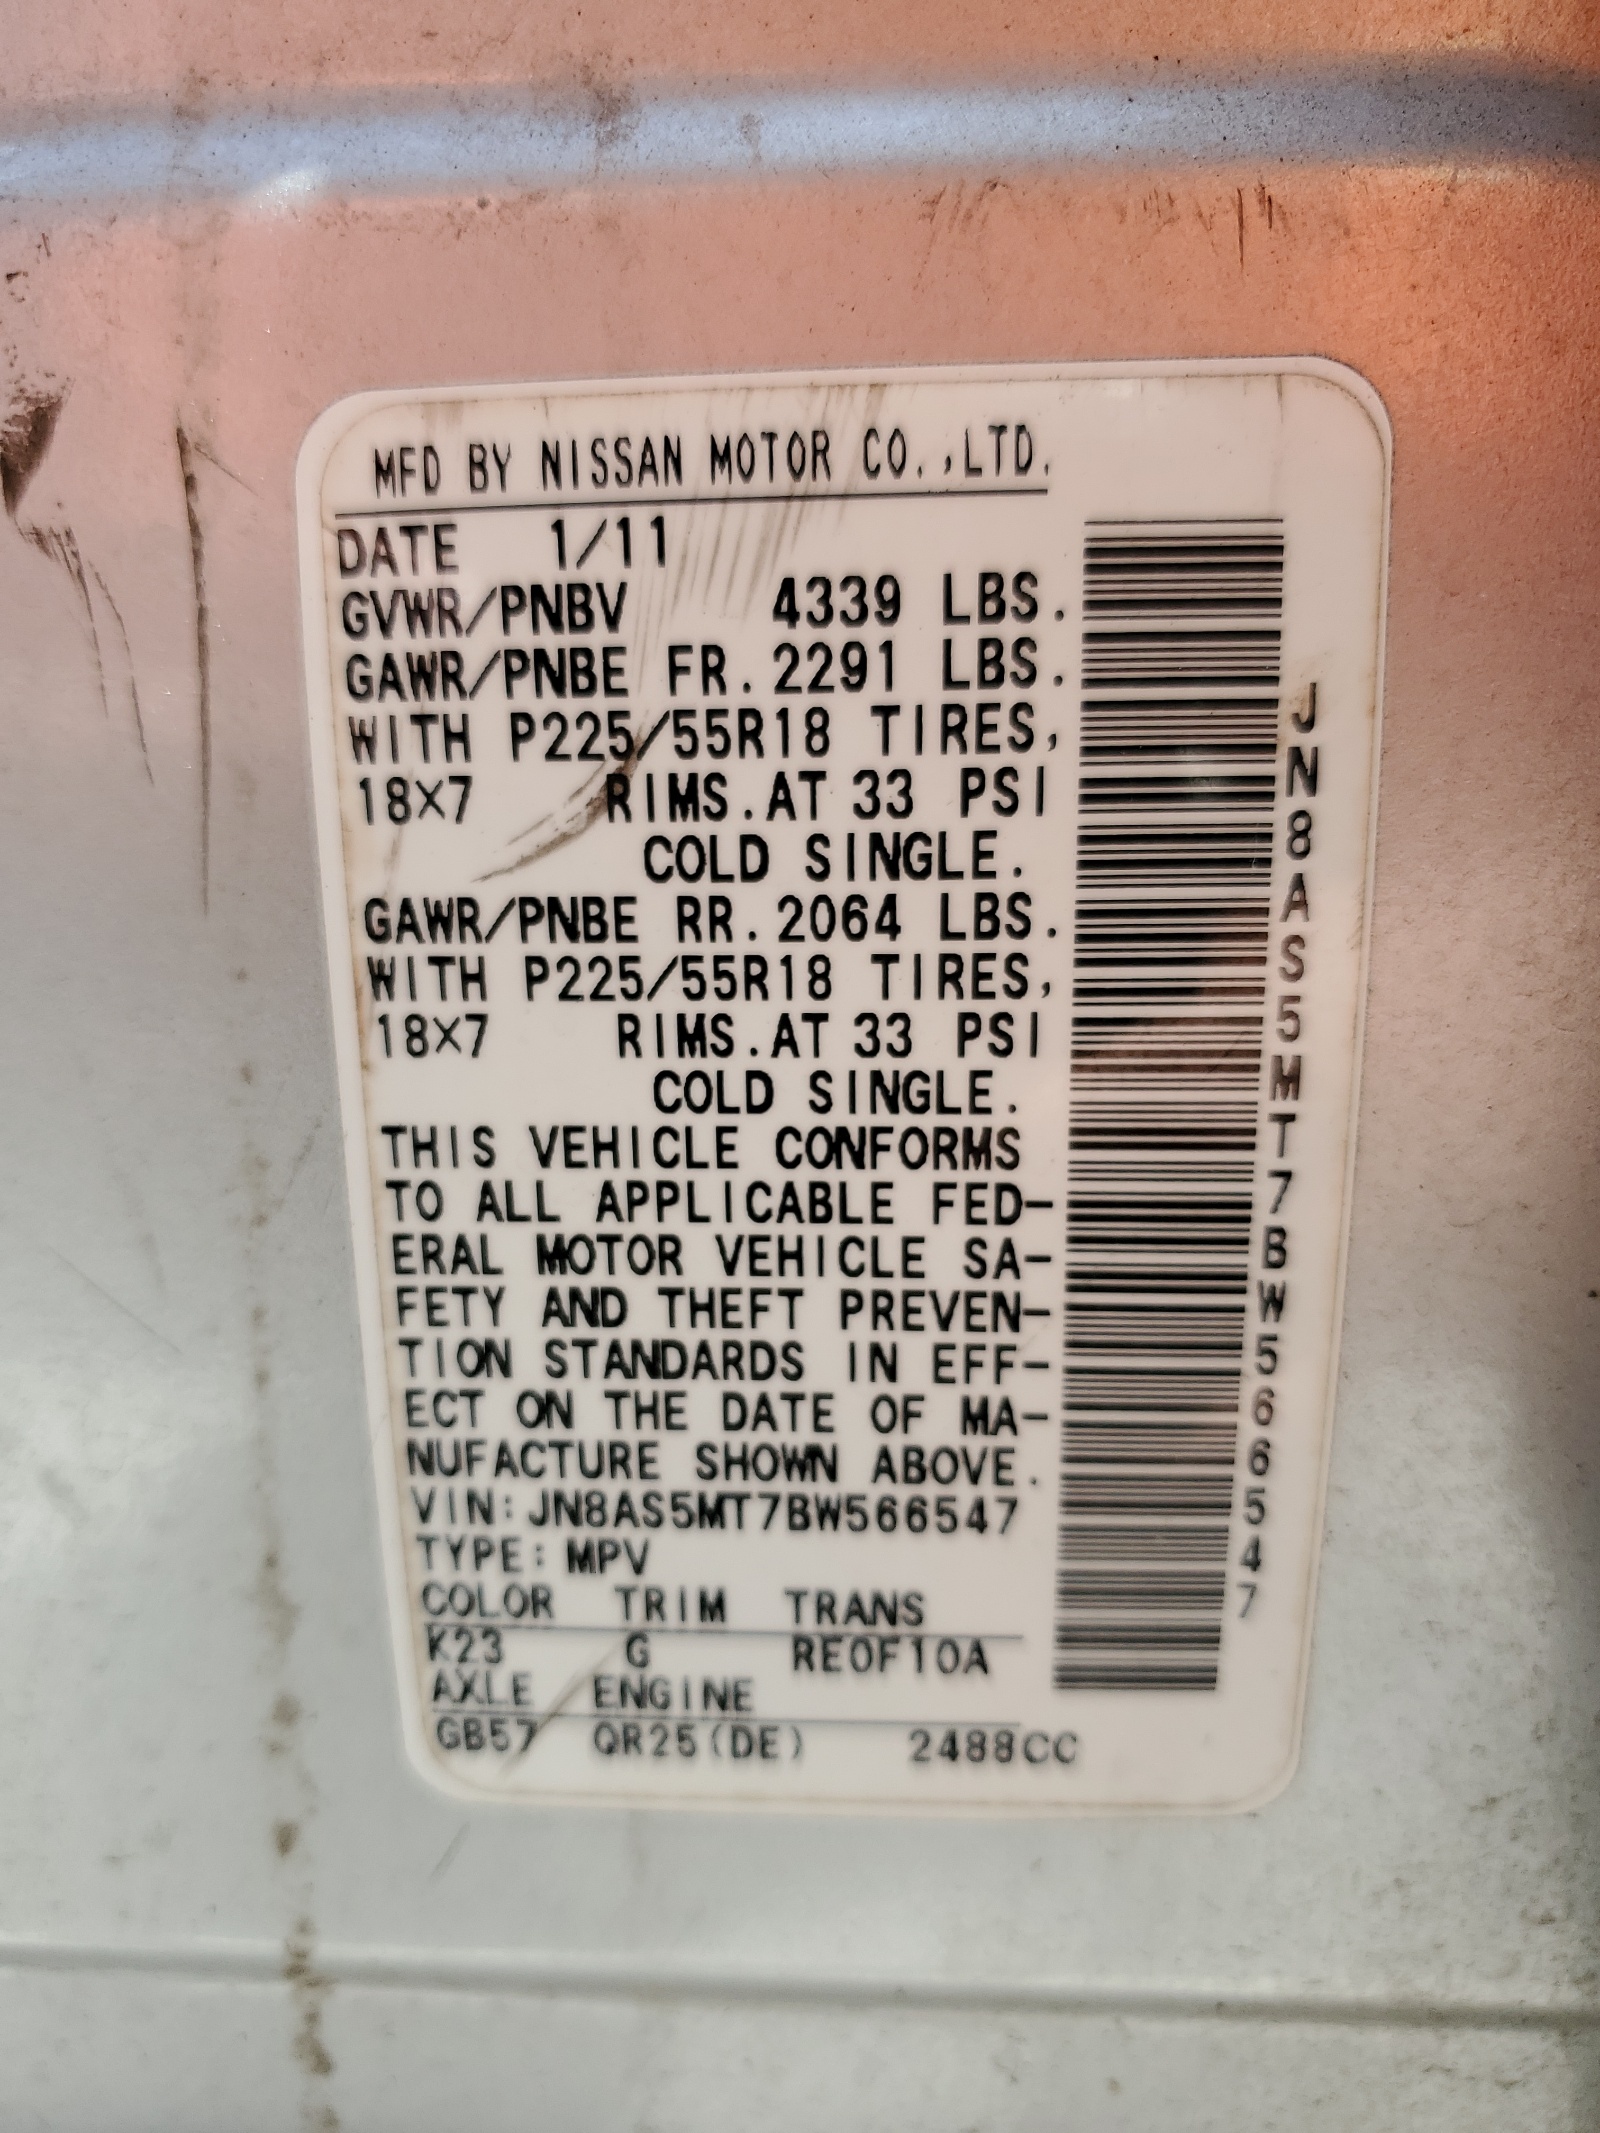 MFD BY NISSAN MOTOR CO.,LTD.
DATE 1/11
GVWR/PNBV 4339 LBS.
GAWR/PNBE FR.2291 LBS.
WITH P225/55R18 TIRES,
18X7 RIMS.AT 33 PSI
COLD SINGLE.
GAWR/PNBE RR.2064 LBS.
WITH P225/55R18 TIRES,
18X7 RIMS.AT 33 PSI
COLD SINGLE.
THIS VEHICLE CONFORMS
TO ALL APPLICABLE FED-
ERAL MOTOR VEHICLE SA-
FETY AND THEFT PREVEN-
TION STANDARDS IN EFF-
ECT ON THE DATE OF MA-
NUFACTURE SHOWN ABOVE.
VIN:JN8AS5MT7BW566547
TYPE:MPV
COLOR TRIM TRANS
K23 G RE0F10A
AXLE ENGINE
GB57 QR25(DE) 2488CC
JN8AS5MT7BW566547